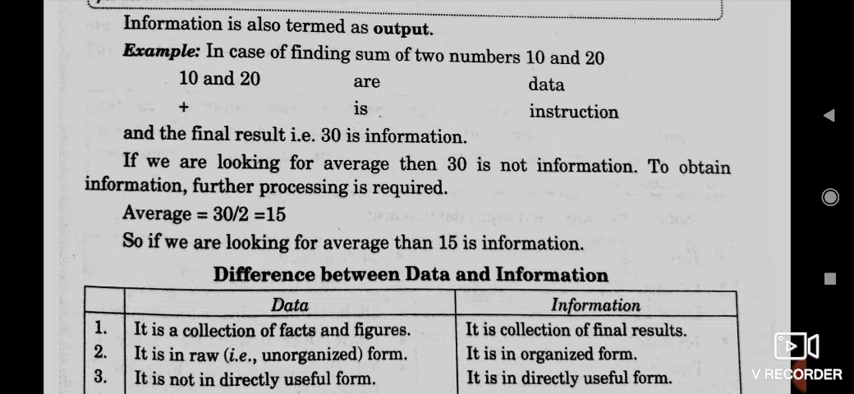 Information is also termed as output.
Example: In case of finding sum of two numbers 10 and 20
10 and 20 are data
+ is instruction
and the final result i.e. 30 is information.
If we are looking for average then 30 is not information. To obtain
information, further processing is required.
Average = 30/2 =15
So if we are looking for average than 15 is information.
Difference between Data and Information
Data Information
1. It is a collection of facts and figures. It is collection of final results.
2. It is in raw (i.e., unorganized) form. It is in organized form.
3. It is not in directly useful form. It is in directly useful form.
V RECORDER